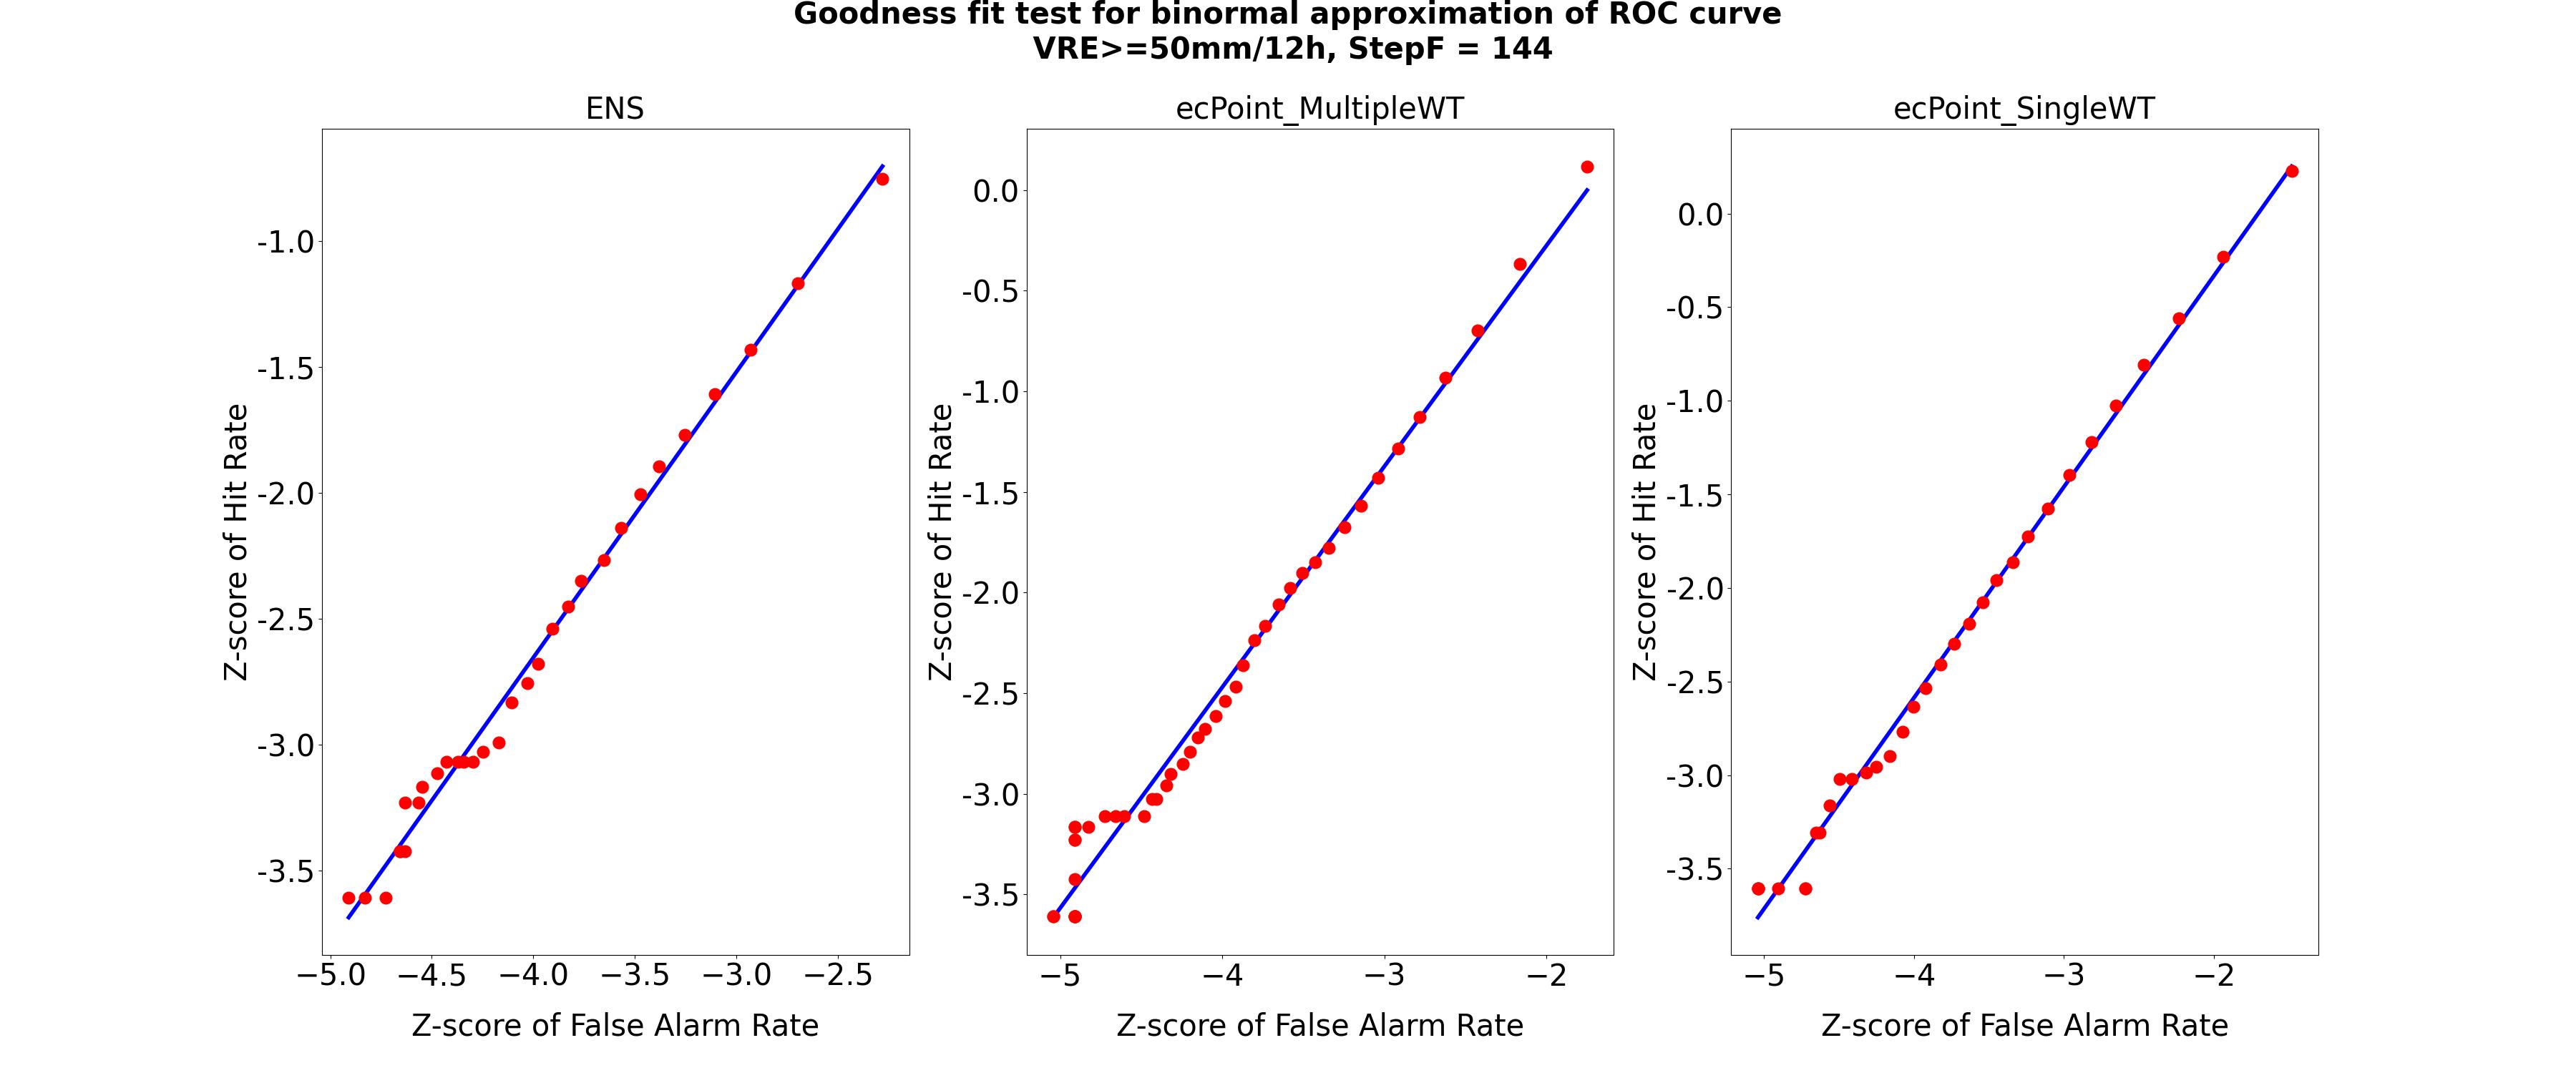 Goodness fit test for binormal approximation of ROC curve
VRE>=50mm/12h, StepF = 144
ENS
-1.0
-1.5
-2.0
-2.5
-3.0
-3.5
Z-score of Hit Rate
−5.0 −4.5 −4.0 −3.5 −3.0 −2.5
Z-score of False Alarm Rate
ecPoint_MultipleWT
0.0
-0.5
-1.0
-1.5
-2.0
-2.5
-3.0
-3.5
Z-score of Hit Rate
−5 −4 −3 −2
Z-score of False Alarm Rate
ecPoint_SingleWT
0.0
-0.5
-1.0
-1.5
-2.0
-2.5
-3.0
-3.5
Z-score of Hit Rate
−5 −4 −3 −2
Z-score of False Alarm Rate